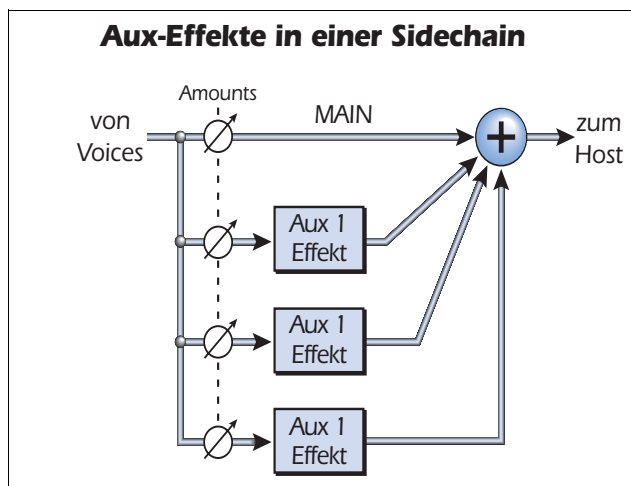 Aux-Effekte in einer Sidechain
Amounts
von
Voices
MAIN
+
zum
Host
Aux 1
Effekt
Aux 1
Effekt
Aux 1
Effekt